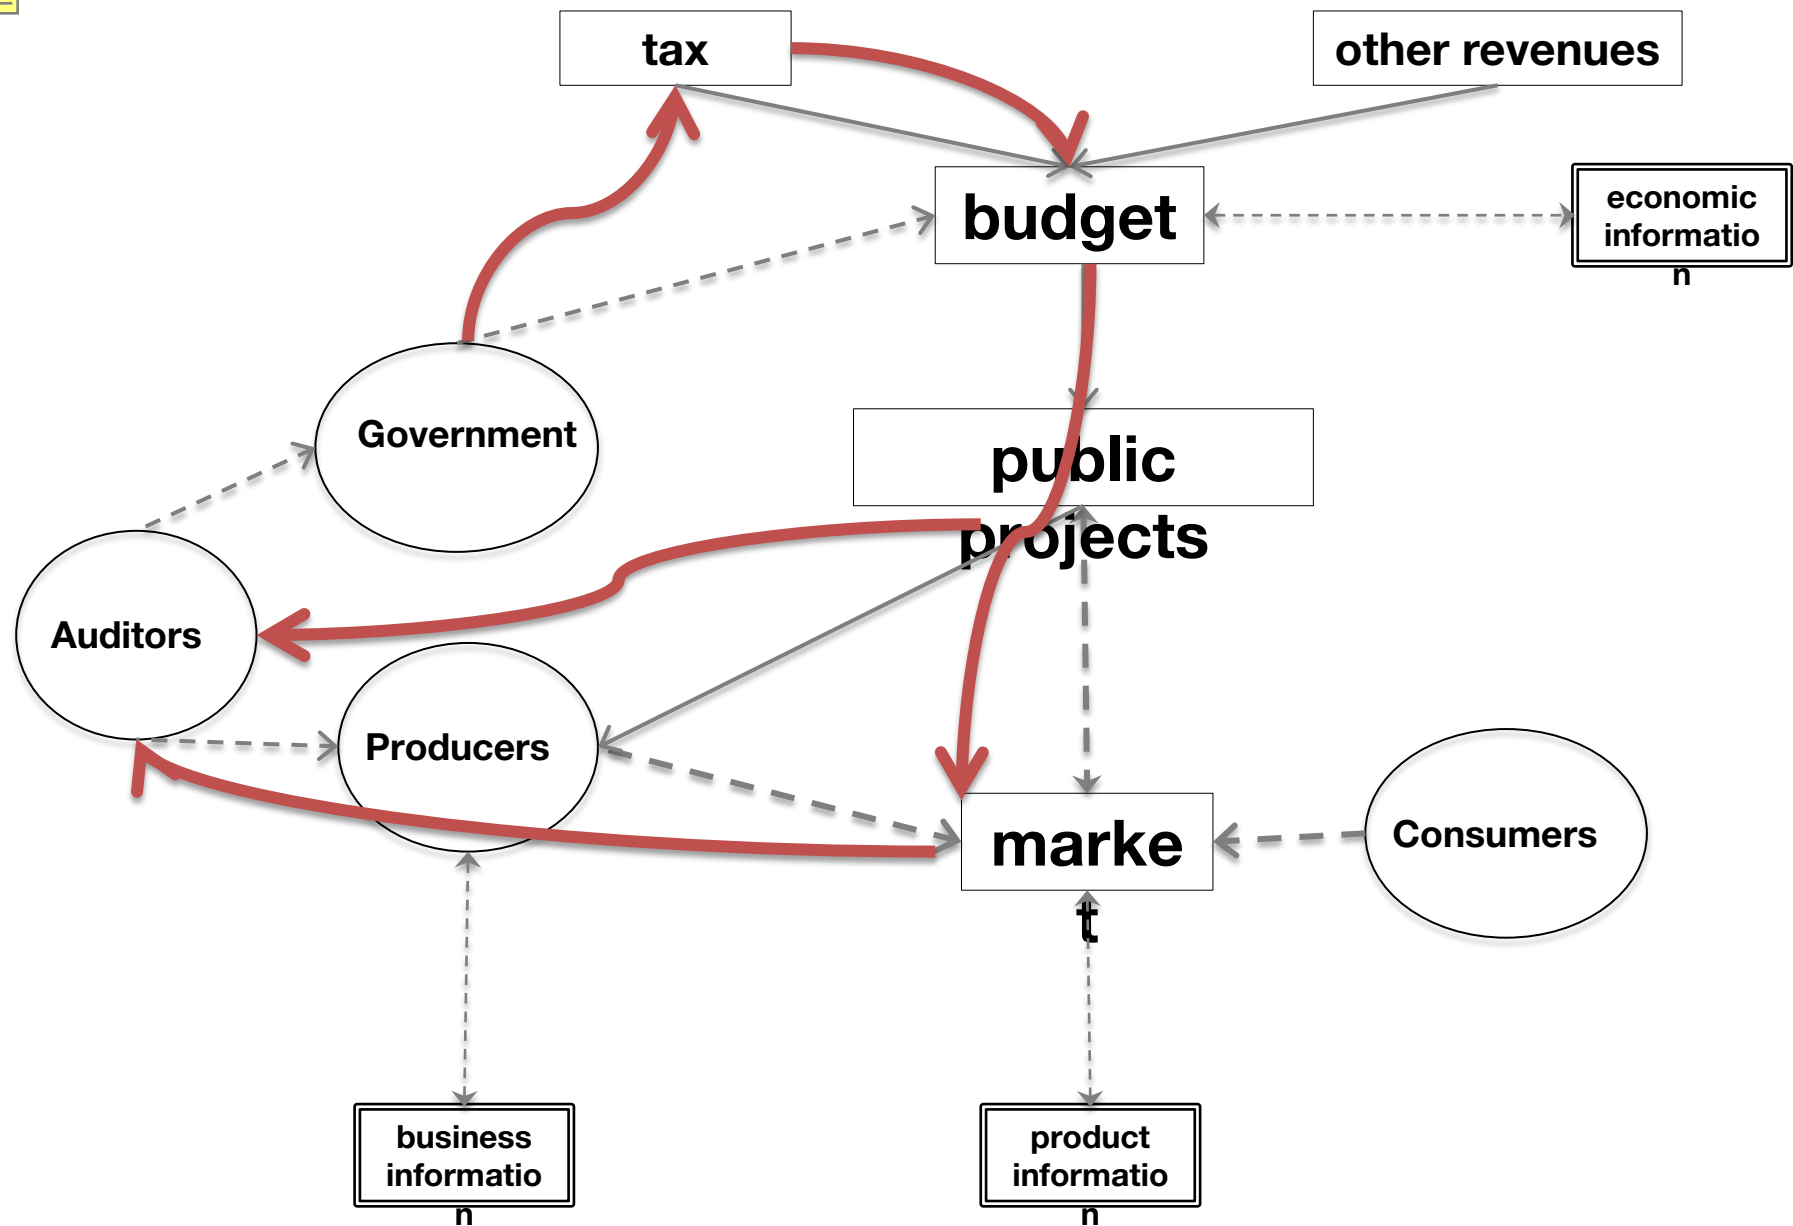 tax
other revenues
budget
economic
informatio
n
Government
public
projects
Auditors
Producers
marke
t
Consumers
business
informatio
n
product
informatio
n